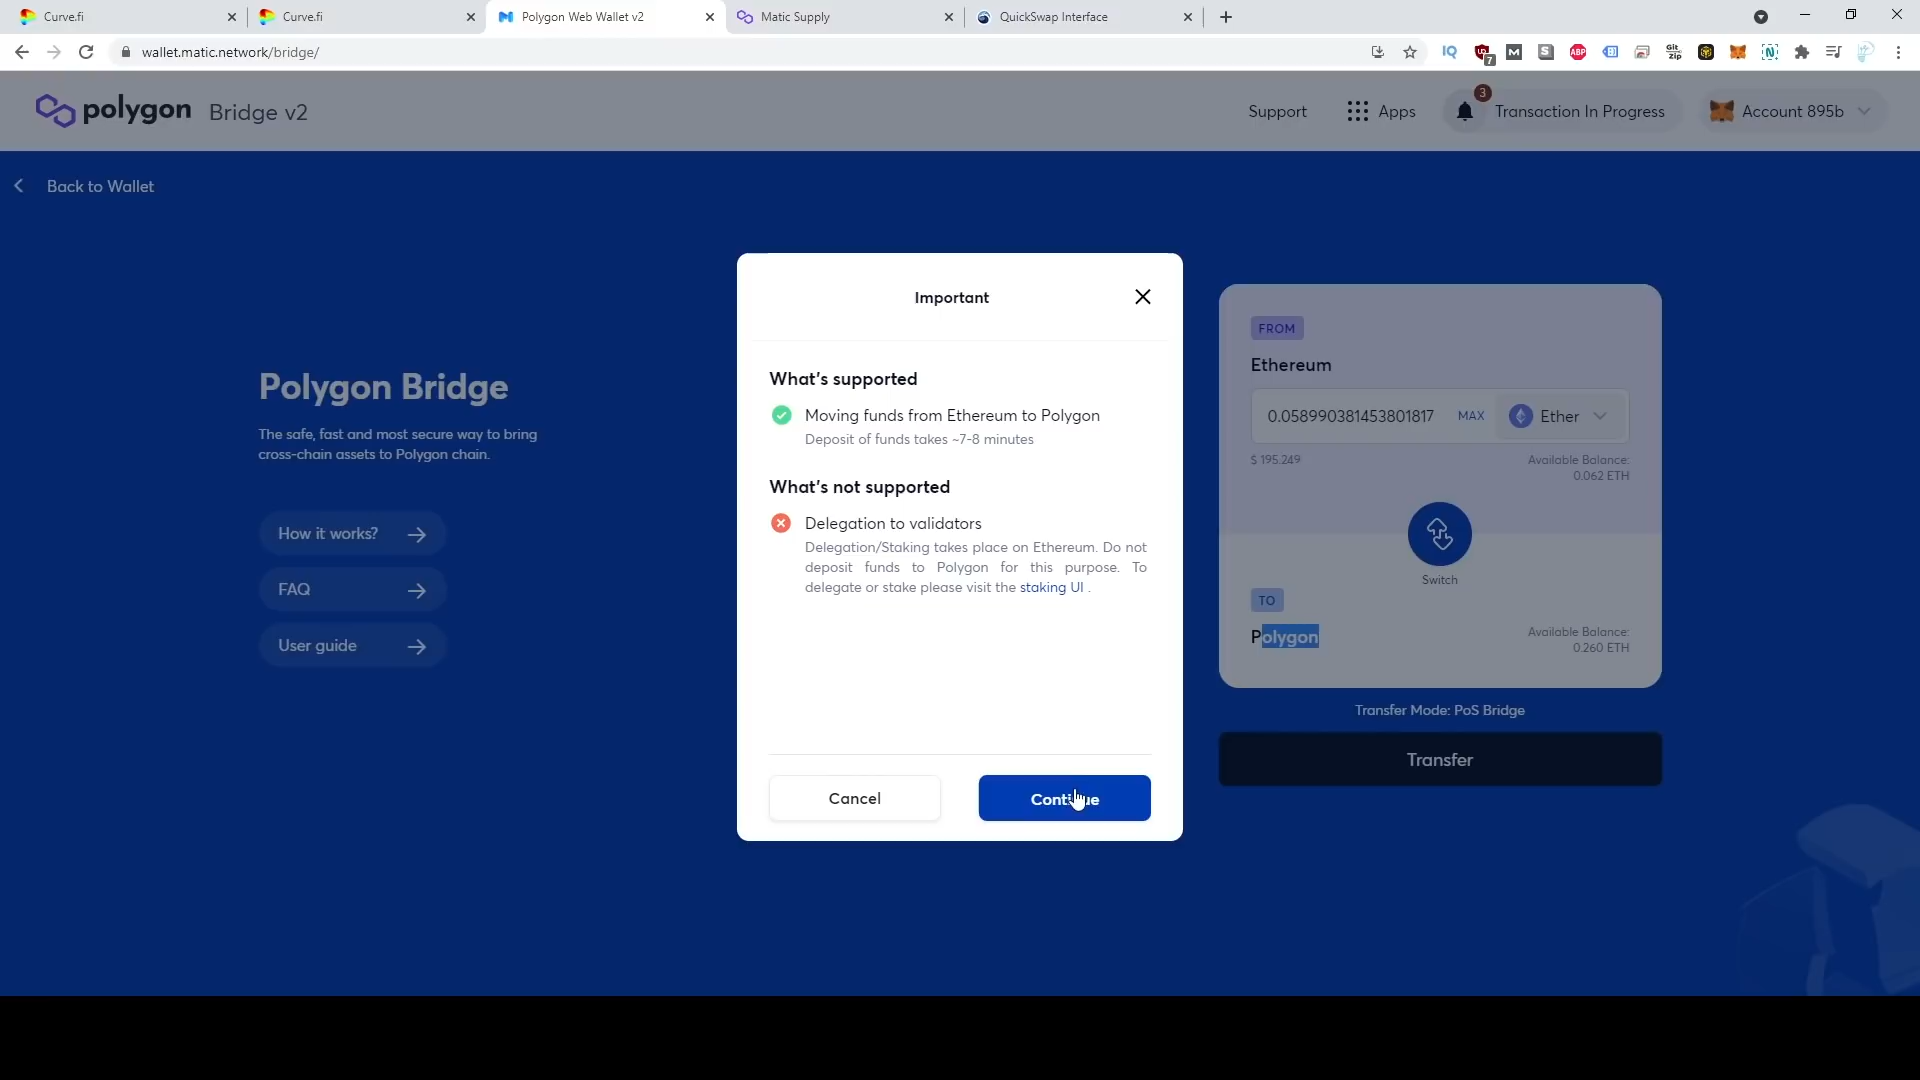 Curve.fi
Curve.fi
Polygon Web Wallet v2
Matic Supply
QuickSwap Interface
wallet.matic.network/bridge/
IQ
7
M
S
ABP
Git Zip
N
polygon Bridge v2
Support
Apps
3
Transaction In Progress
Account 895b
Back to Wallet
Polygon Bridge
The safe, fast and most secure way to bring
cross-chain assets to Polygon chain.
How it works?
FAQ
User guide
Important
What's supported
Moving funds from Ethereum to Polygon
Deposit of funds takes ~7-8 minutes
What's not supported
Delegation to validators
Delegation/Staking takes place on Ethereum. Do not
deposit funds to Polygon for this purpose. To
delegate or stake please visit the staking UI .
Cancel
Continue
FROM
Ethereum
0.058990381453801817 MAX Ether
$ 195.249
Available Balance:
0.062 ETH
Switch
TO
Polygon
Available Balance:
0.260 ETH
Transfer Mode: PoS Bridge
Transfer